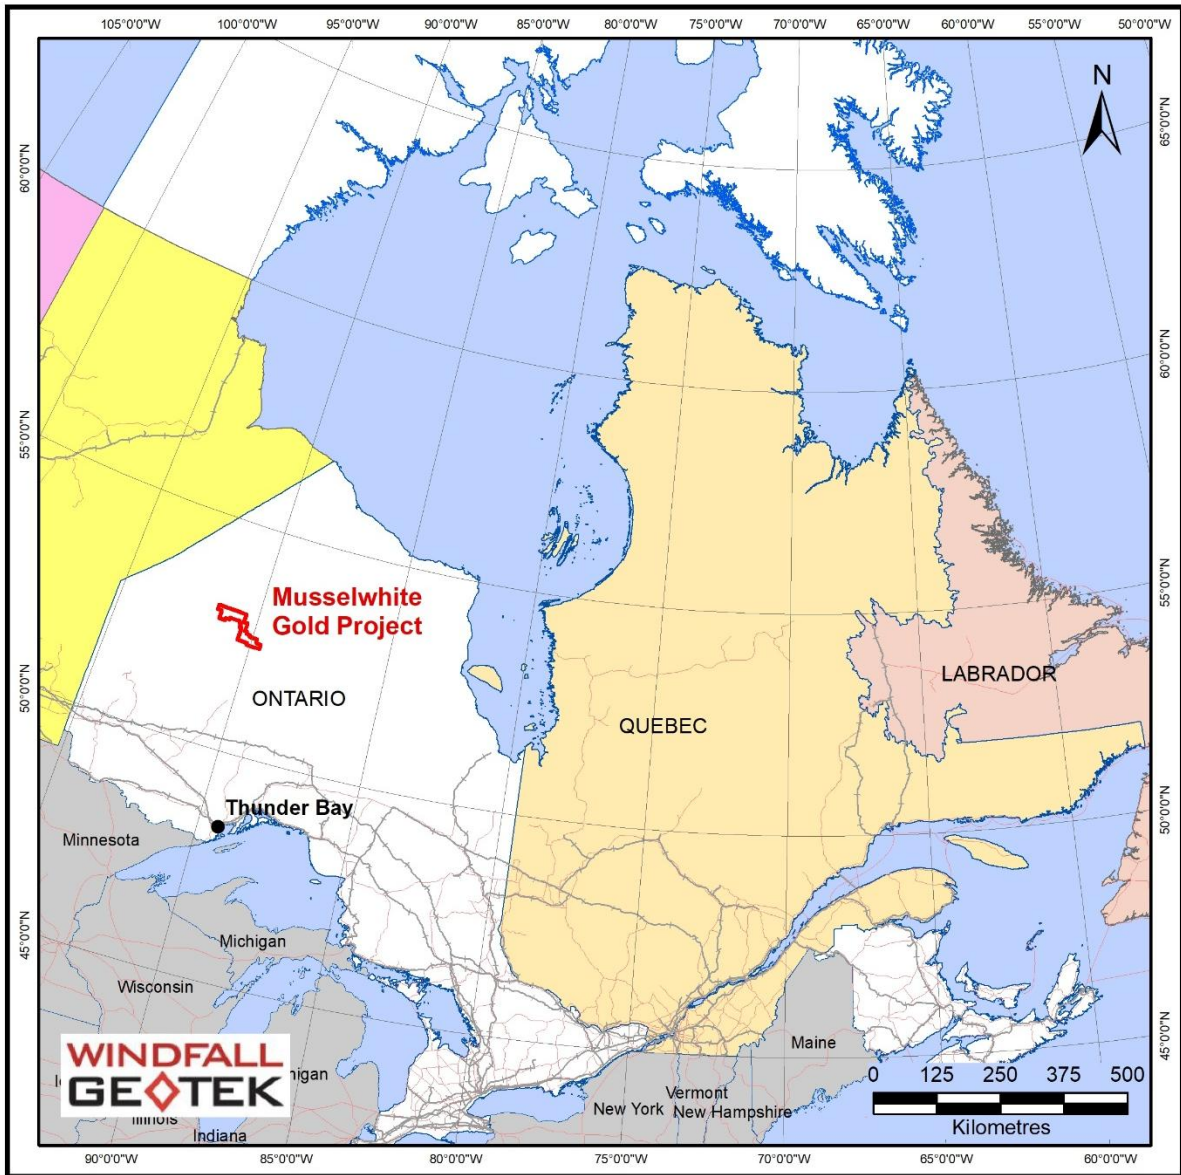 105°0'0"W 100°0'0"W 95°0'0"W 90°0'0"W 85°0'0"W 80°0'0"W 75°0'0"W 70°0'0"W 65°0'0"W 60°0'0"W 55°0'0"W 50°0'0"W
N
60°0'0"N
65°0'0"N
55°0'0"N
60°0'0"N
50°0'0"N
55°0'0"N
45°0'0"N
50°0'0"N
45°0'0"N
Musselwhite
Gold Project
ONTARIO
LABRADOR
QUEBEC
Thunder Bay
Minnesota
Michigan
Wisconsin
Maine
WINDFALL
GEOTEK
higan
Illinois
Indiana
Vermont
New York
New Hampshire
0 125 250 375 500
Kilometres
90°0'0"W 85°0'0"W 80°0'0"W 75°0'0"W 70°0'0"W 65°0'0"W 60°0'0"W